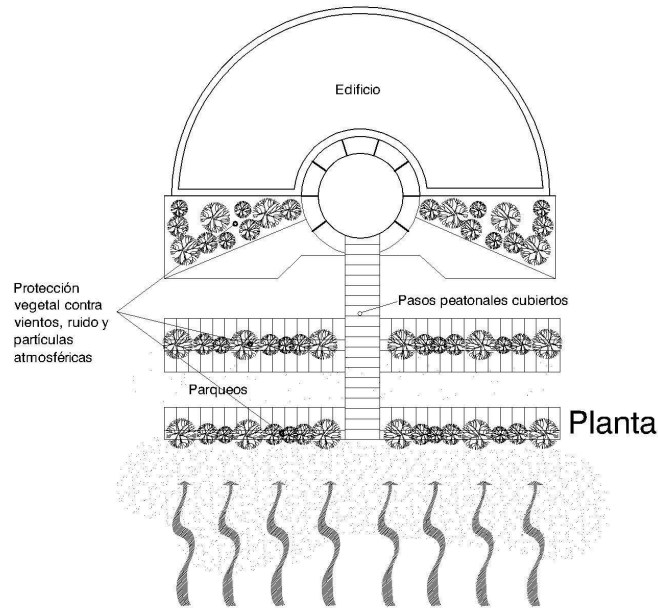 Edificio
Protección
vegetal contra
vientos, ruido y
partículas
atmosféricas
Pasos peatonales cubiertos
Parqueos
Planta